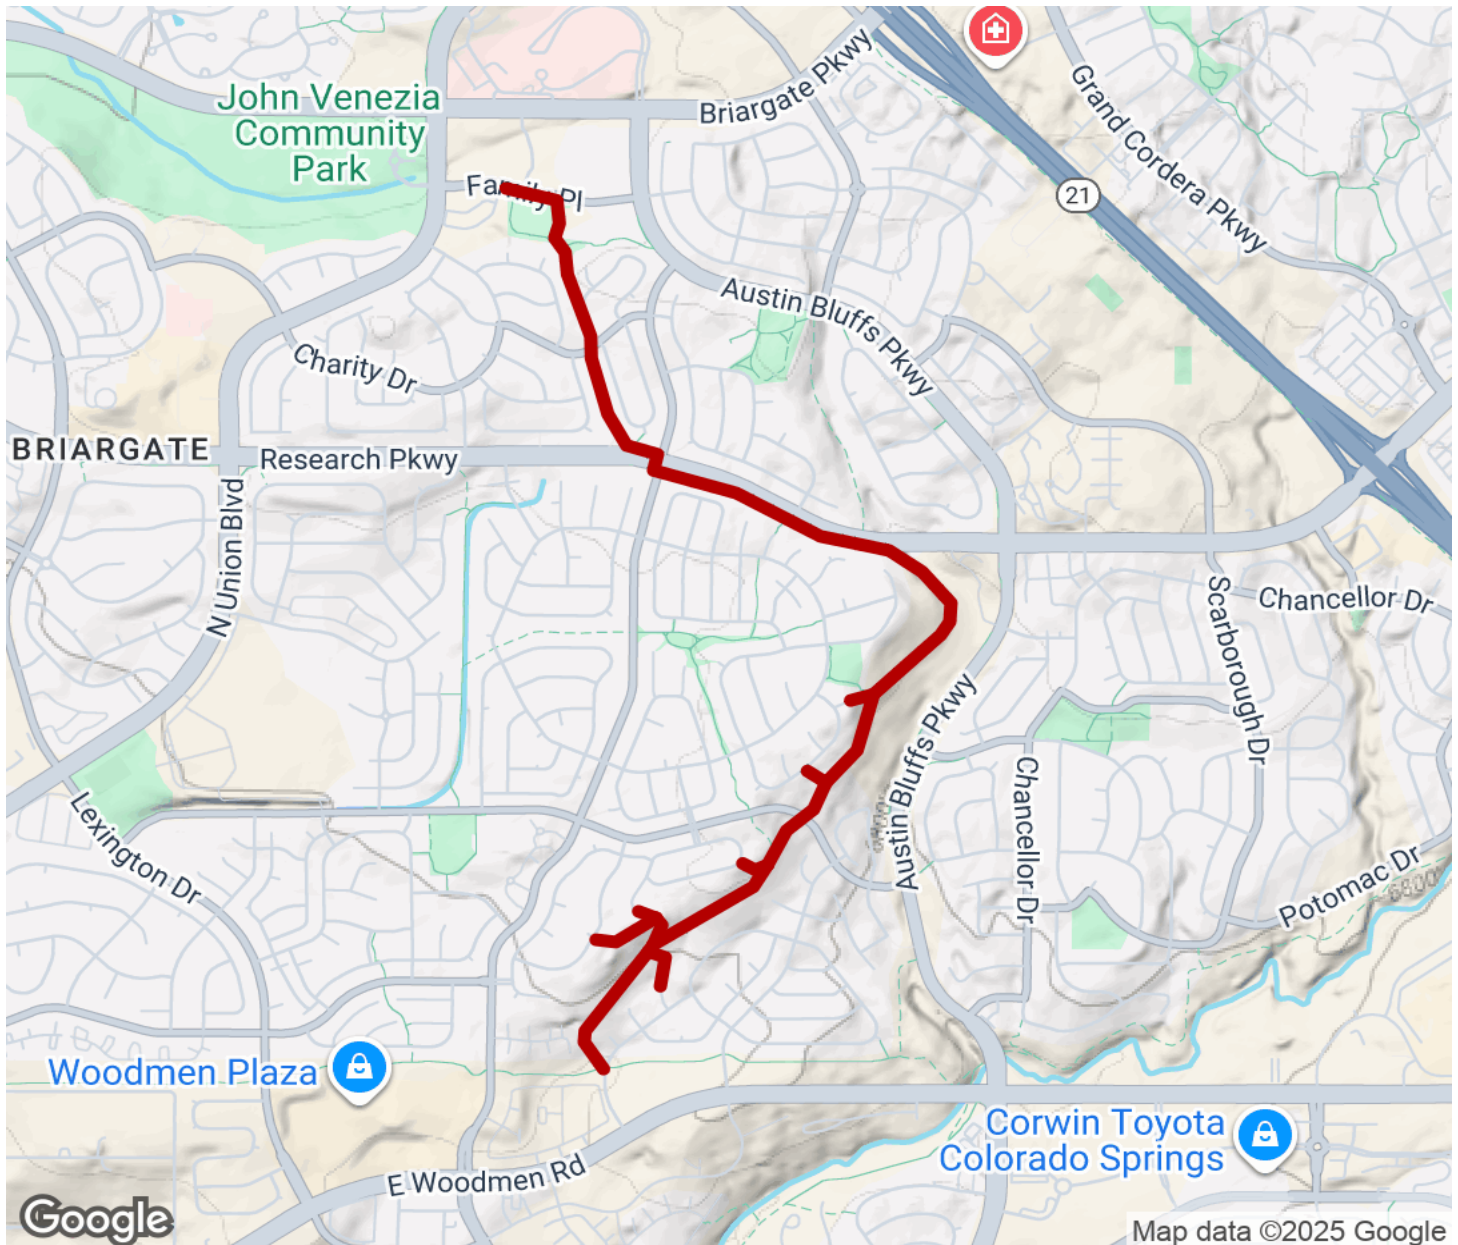 Briargate Pkwy
John Venezia
Community
Park
Grand Cordera Pkwy
21
Austin Bluffs Pkwy
Charity Dr
BRIARGATE
Research Pkwy
N Union Blvd
Chancellor Dr
Scarborough Dr
Austin Bluffs Pkwy
Chancellor Dr
Lexington Dr
Potomac Dr
6800
Woodmen Plaza
Corwin Toyota
Colorado Springs
E Woodmen Rd
Google
Map data ©2025 Google